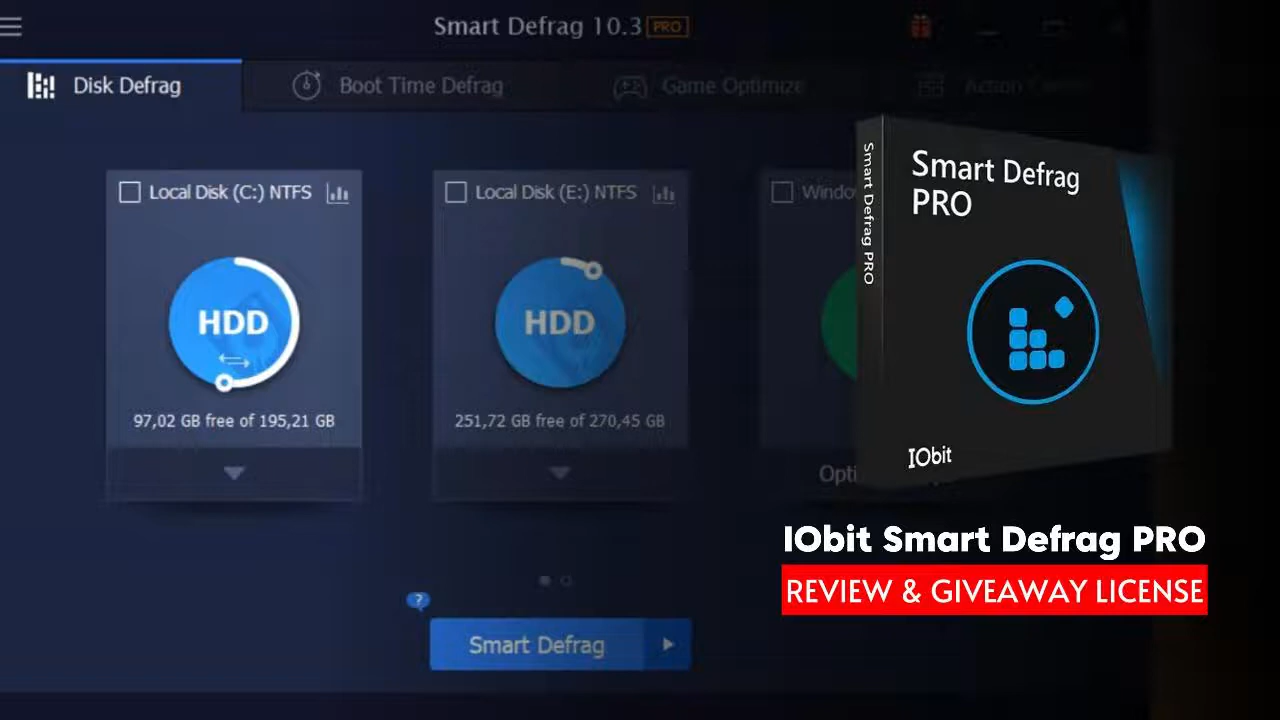 Smart Defrag 10.3 PRO
Disk Defrag
Boot Time Defrag
Game Optimize
Action
Local Disk (C:) NTFS
Local Disk (E:) NTFS
HDD
HDD
97,02 GB free of 195,21 GB
251,72 GB free of 270,45 GB
Smart Defrag PRO
Smart Defrag
PRO
IObit
IObit Smart Defrag PRO
REVIEW & GIVEAWAY LICENSE
?
Smart Defrag